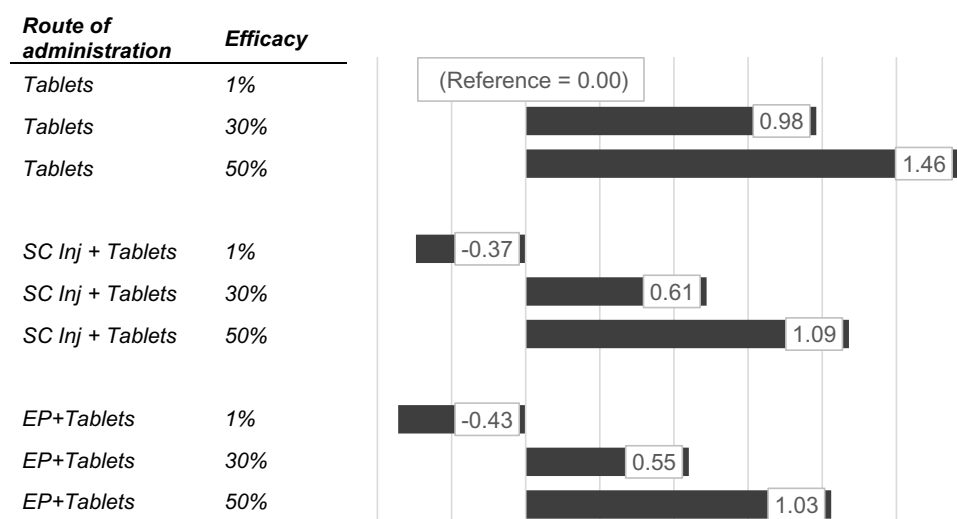 Route of administration Efficacy
Tablets 1% (Reference = 0.00)
Tablets 30% 0.98
Tablets 50% 1.46
SC Inj + Tablets 1% -0.37
SC Inj + Tablets 30% 0.61
SC Inj + Tablets 50% 1.09
EP+Tablets 1% -0.43
EP+Tablets 30% 0.55
EP+Tablets 50% 1.03